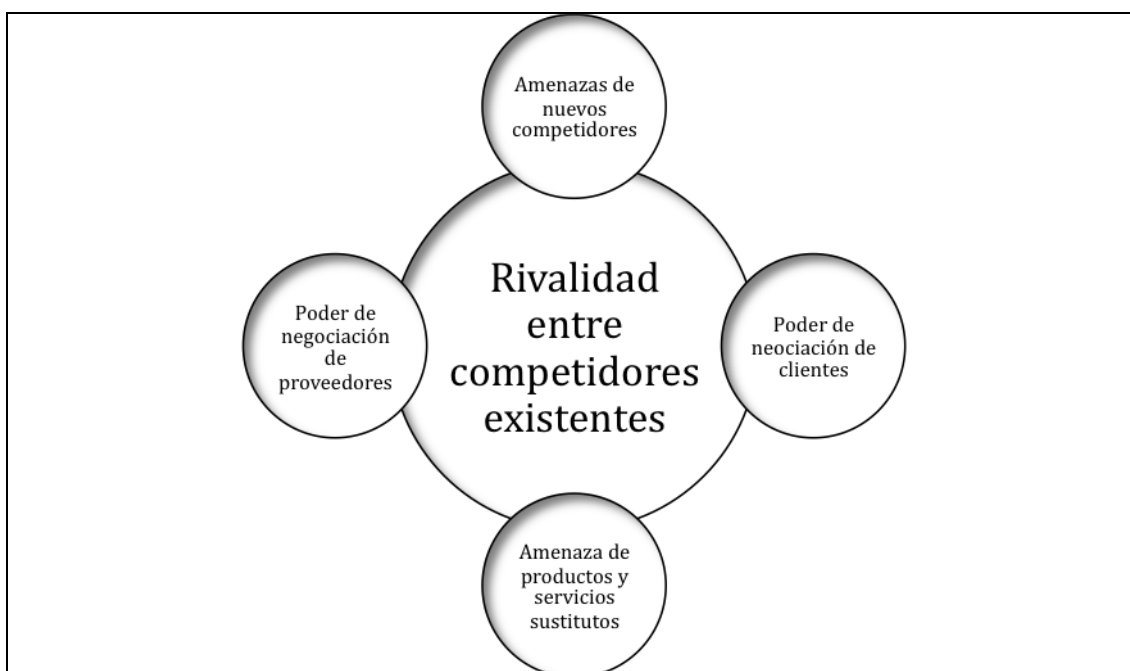 Amenazas de
nuevos
competidores
Poder de
negociación
de
proveedores
Rivalidad
entre
competidores
existentes
Poder de
neociación de
clientes
Amenaza de
productos y
servicios
sustitutos